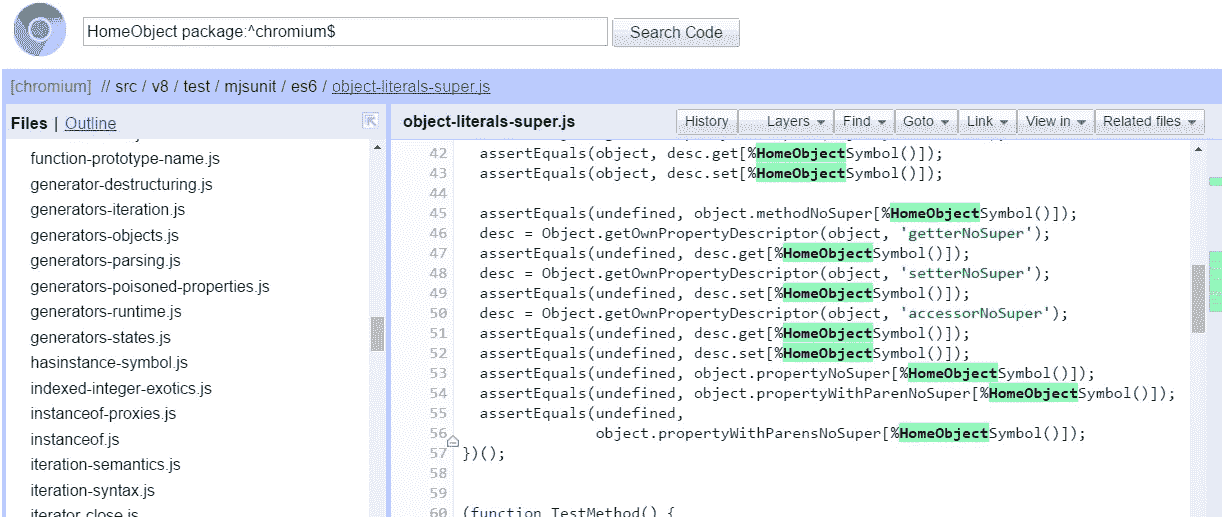 HomeObject package:^chromium$ Search Code
[chromium] // src / v8 / test / mjsunit / es6 / object-literals-super.js
Files | Outline
function-prototype-name.js
generator-destructuring.js
generators-iteration.js
generators-objects.js
generators-parsing.js
generators-poisoned-properties.js
generators-runtime.js
generators-states.js
hasinstance-symbol.js
indexed-integer-exotics.js
instanceof-proxies.js
instanceof.js
iteration-semantics.js
iteration-syntax.js
iterator-close.js
object-literals-super.js History Layers Find Goto Link View in Related files
42 assertEquals(object, desc.get[%HomeObjectSymbol()]);
43 assertEquals(object, desc.set[%HomeObjectSymbol()]);
44
45 assertEquals(undefined, object.methodNoSuper[%HomeObjectSymbol()]);
46 desc = Object.getOwnPropertyDescriptor(object, 'getterNoSuper');
47 assertEquals(undefined, desc.get[%HomeObjectSymbol()]);
48 desc = Object.getOwnPropertyDescriptor(object, 'setterNoSuper');
49 assertEquals(undefined, desc.set[%HomeObjectSymbol()]);
50 desc = Object.getOwnPropertyDescriptor(object, 'accessorNoSuper');
51 assertEquals(undefined, desc.get[%HomeObjectSymbol()]);
52 assertEquals(undefined, desc.set[%HomeObjectSymbol()]);
53 assertEquals(undefined, object.propertyNoSuper[%HomeObjectSymbol()]);
54 assertEquals(undefined, object.propertyWithParenNoSuper[%HomeObjectSymbol()]);
55 assertEquals(undefined,
56 object.propertyWithParensNoSuper[%HomeObjectSymbol()]);
57 })();
58
59
60 (function TestMethod() {